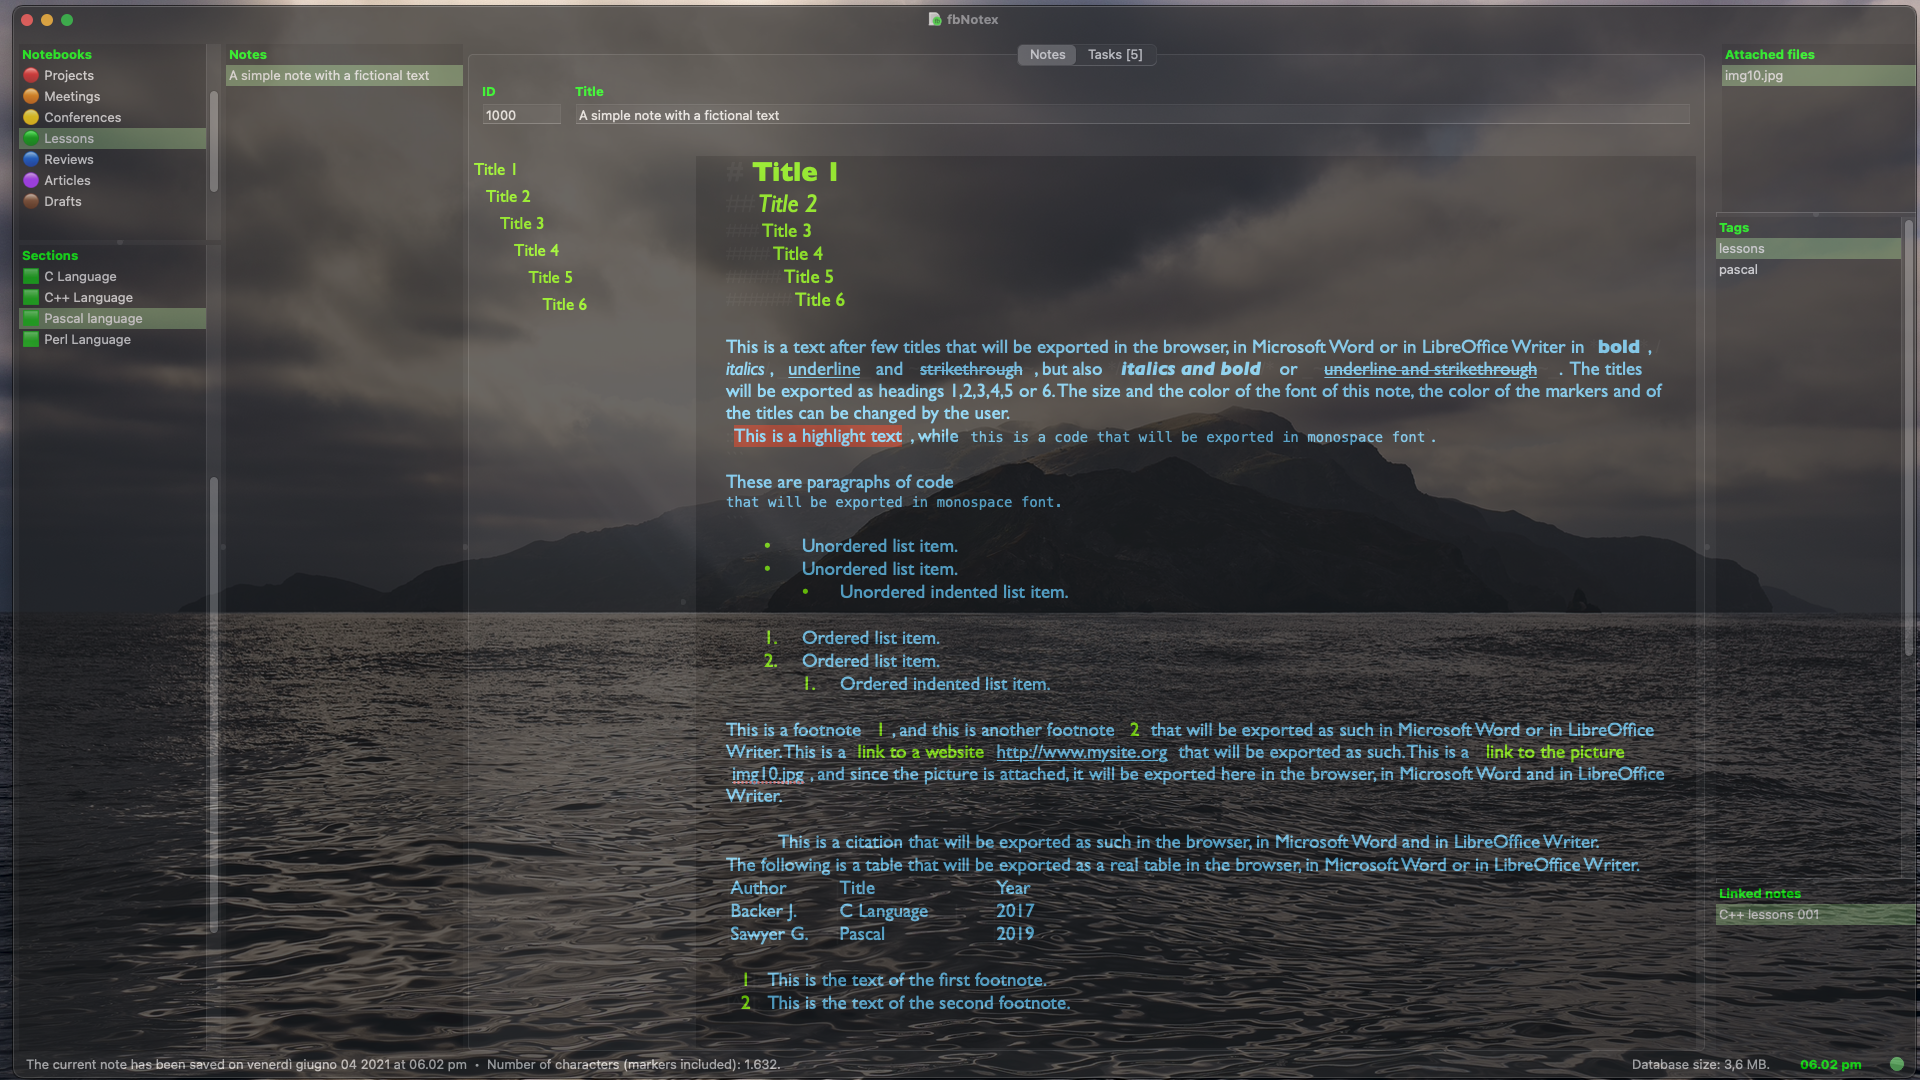 fbNotex
Notebooks
Projects
Meetings
Conferences
Lessons
Reviews
Articles
Drafts
Sections
C Language
C++ Language
Pascal language
Perl Language
Notes
A simple note with a fictional text
Notes Tasks [5]
ID Title
1000 A simple note with a fictional text
Title 1
Title 2
Title 3
Title 4
Title 5
Title 6
# Title 1
## Title 2
### Title 3
#### Title 4
##### Title 5
###### Title 6
This is a text after few titles that will be exported in the browser, in Microsoft Word or in LibreOffice Writer in bold ,
italics , underline and strikethrough , but also italics and bold or underline and strikethrough . The titles
will be exported as headings 1,2,3,4,5 or 6. The size and the color of the font of this note, the color of the markers and of
the titles can be changed by the user.
This is a highlight text , while this is a code that will be exported in monospace font .
These are paragraphs of code
that will be exported in monospace font.
• Unordered list item.
• Unordered list item.
• Unordered indented list item.
1. Ordered list item.
2. Ordered list item.
1. Ordered indented list item.
This is a footnote 1 , and this is another footnote 2 that will be exported as such in Microsoft Word or in LibreOffice
Writer. This is a link to a website http://www.mysite.org that will be exported as such. This is a link to the picture
img10.jpg , and since the picture is attached, it will be exported here in the browser, in Microsoft Word and in LibreOffice
Writer.
This is a citation that will be exported as such in the browser, in Microsoft Word and in LibreOffice Writer.
The following is a table that will be exported as a real table in the browser, in Microsoft Word or in LibreOffice Writer.
Author Title Year
Backer J. C Language 2017
Sawyer G. Pascal 2019
1 This is the text of the first footnote.
2 This is the text of the second footnote.
Attached files
img10.jpg
Tags
lessons
pascal
Linked notes
C++ lessons 001
The current note has been saved on venerdì giugno 04 2021 at 06.02 pm • Number of characters (markers included): 1.632.
Database size: 3,6 MB. 06.02 pm